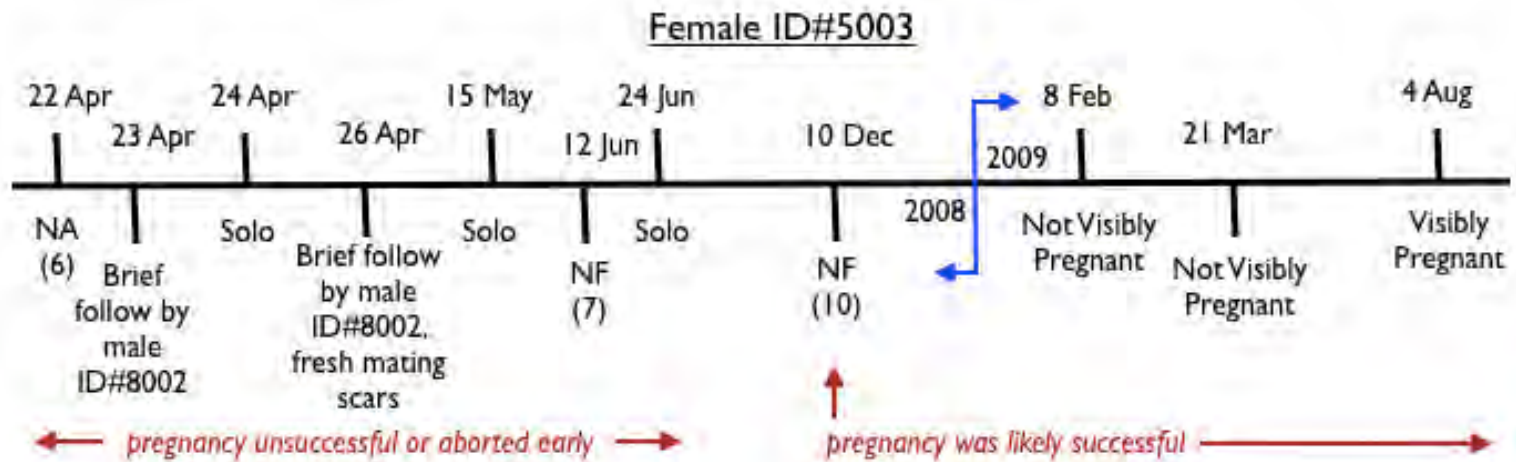 Female ID#5003
22 Apr
23 Apr
24 Apr
26 Apr
15 May
12 Jun
24 Jun
10 Dec
2008
2009
8 Feb
21 Mar
4 Aug
NA
(6)
Brief
follow by
male
ID#8002
Solo
Brief follow
by male
ID#8002,
fresh mating
scars
Solo
NF
(7)
Solo
NF
(10)
Not Visibly
Pregnant
Not Visibly
Pregnant
Visibly
Pregnant
pregnancy unsuccessful or aborted early
pregnancy was likely successful